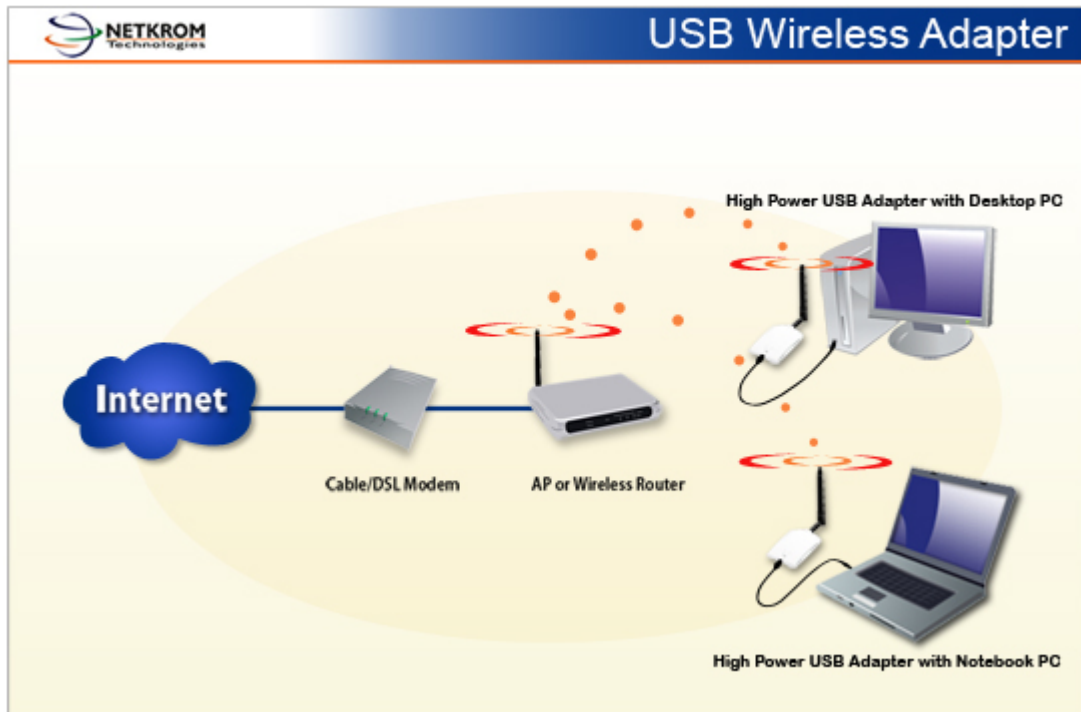 NETKROM
Technologies
USB Wireless Adapter
High Power USB Adapter with Desktop PC
Internet
Cable/DSL Modem
AP or Wireless Router
High Power USB Adapter with Notebook PC